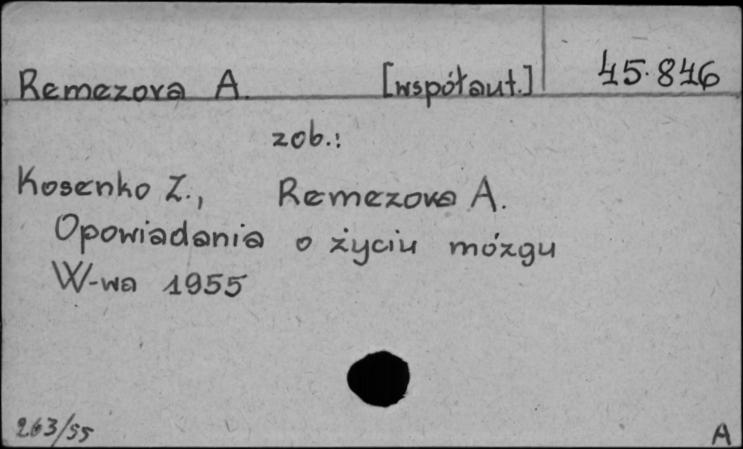 Remezova A. [współaut.] 45.846
zob.:
Kosenko Z., Remezova A.
Opowiadania o życiu mózgu
W-wa 1955
263/55 A